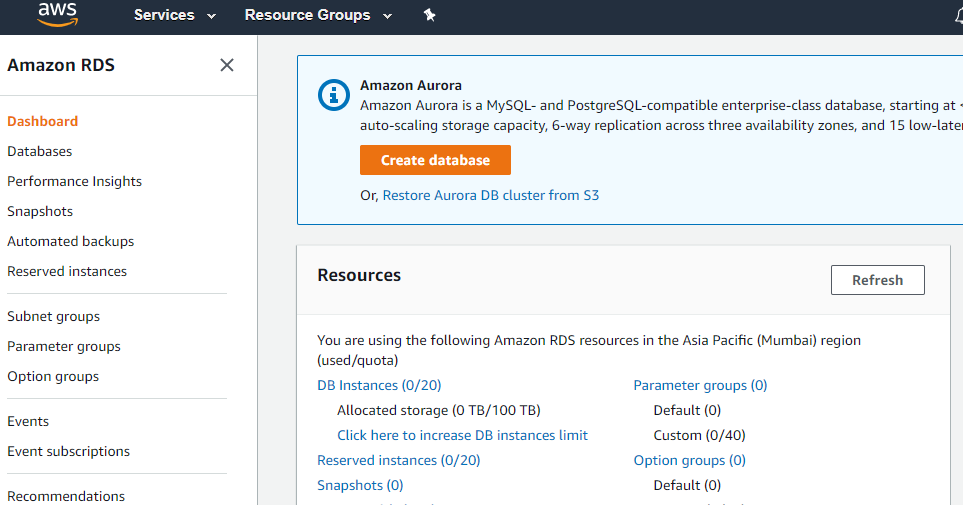 aws Services Resource Groups
Amazon RDS
Dashboard
Databases
Performance Insights
Snapshots
Automated backups
Reserved instances
Subnet groups
Parameter groups
Option groups
Events
Event subscriptions
Recommendations
Amazon Aurora
Amazon Aurora is a MySQL- and PostgreSQL-compatible enterprise-class database, starting at <
auto-scaling storage capacity, 6-way replication across three availability zones, and 15
Create database
Or, Restore Aurora DB cluster from S3
Resources
Refresh
You are using the following Amazon RDS resources in the Asia Pacific (Mumbai) region
(used/quota)
DB Instances (0/20)
Allocated storage (0 TB/100 TB)
Click here to increase DB instances limit
Reserved instances (0/20)
Snapshots (0)
Parameter groups (0)
Default (0)
Custom (0/40)
Option groups (0)
Default (0)